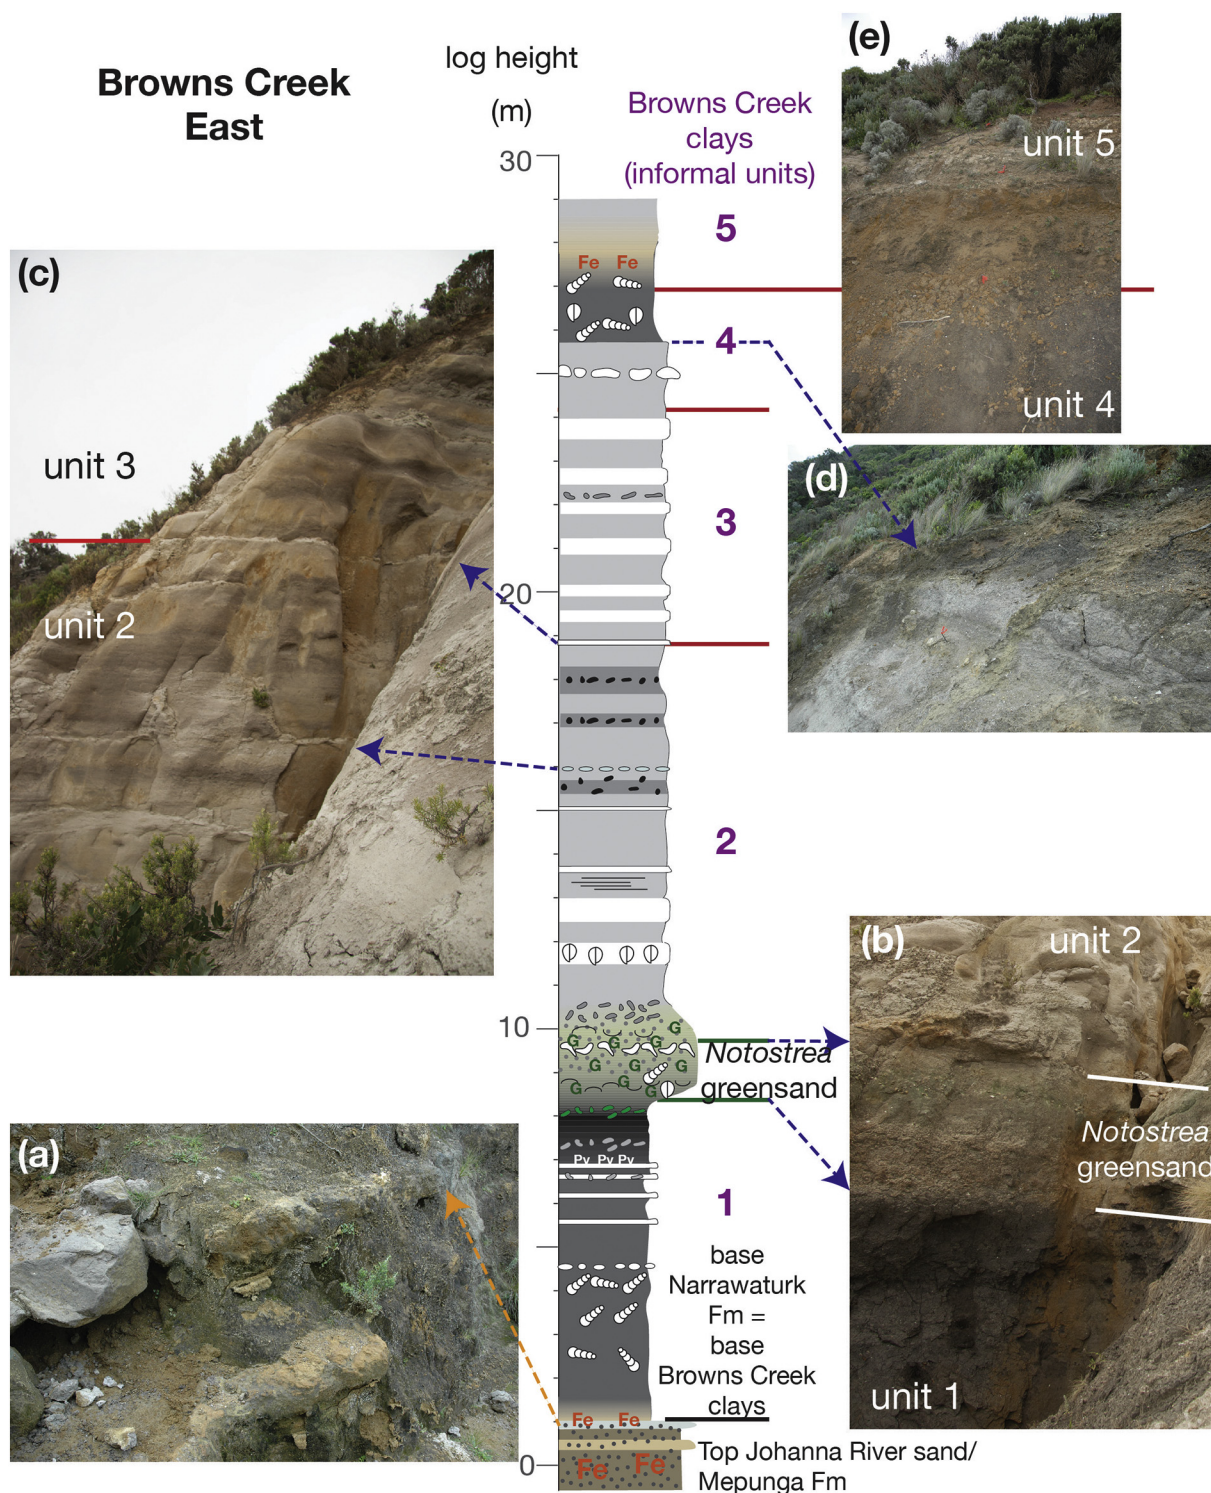 Browns Creek
East
log height
(m)
Browns Creek
clays
(informal units)
30
20
10
0
5
4
3
2
1
Fe Fe
(e)
unit 5
unit 4
(d)
(c)
unit 3
unit 2
(b)
unit 2
Notostrea
greensand
unit 1
G
G G G
G G
G G G
Notostrea
greensand
Py Py Py
base
Narrawaturk
Fm =
base
Browns Creek
clays
(a)
Fe Fe
Fe Fe
Top Johanna River sand/
Mepunga Fm